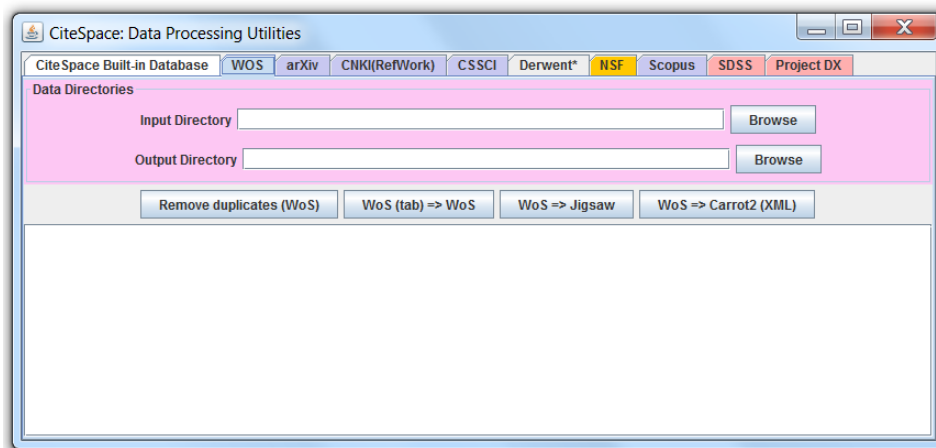 CiteSpace: Data Processing Utilities
CiteSpace Built-in Database WOS arXiv CNKI(RefWork) CSSCI Derwent* NSF Scopus SDSS Project DX
Data Directories
Input Directory Browse
Output Directory Browse
Remove duplicates (WoS) WoS (tab) => WoS WoS => Jigsaw WoS => Carrot2 (XML)